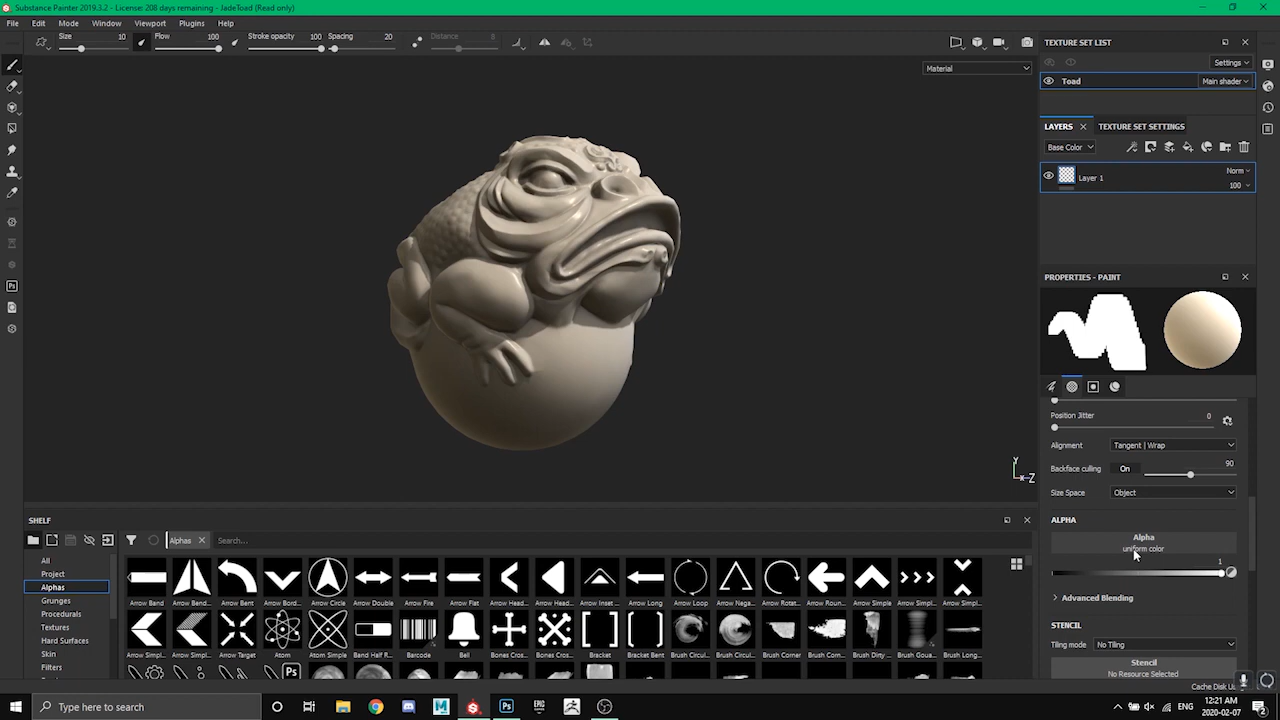 Substance Painter 2019.3.2 - License: 208 days remaining - JadeToad (Read only)
File Edit Mode Window Viewport Plugins Help
Size 10 Flow 100 Stroke opacity 100 Spacing 20 Distance 8
Material
TEXTURE SET LIST
Settings
Toad Main shader
LAYERS TEXTURE SET SETTINGS
Base Color
Layer 1 Norm
100
PROPERTIES - PAINT
Position Jitter 0
Alignment Tangent | Wrap
Backface culling On 90
Size Space Object
ALPHA
Alpha
uniform color
1
Advanced Blending
STENCIL
Tiling mode No Tiling
Stencil
No Resource Selected
Y
Z
SHELF
Alphas Search...
All
Project
Alphas
Grunges
Procedurals
Textures
Hard Surfaces
Skin
Filters
Arrow Band Arrow Bend... Arrow Bent Arrow Bord... Arrow Circle Arrow Double Arrow Fire Arrow Flat Arrow Head... Arrow Head... Arrow Inset ... Arrow Long Arrow Loop Arrow Nega... Arrow Rotat... Arrow Roun... Arrow Simple Arrow Simpl... Arrow Simpl...
Arrow Simpl... Arrow Simpl... Arrow Target Atom Atom Simple Band Half R... Barcode Bell Bones Cros... Bones Cros... Bracket Bracket Bent Brush Circul... Brush Circul... Brush Corner Brush Corn... Brush Dirty ... Brush Goua... Brush Long...
Ps
Cache Disk U
Type here to search
ENG
12:21 AM
2020-02-07